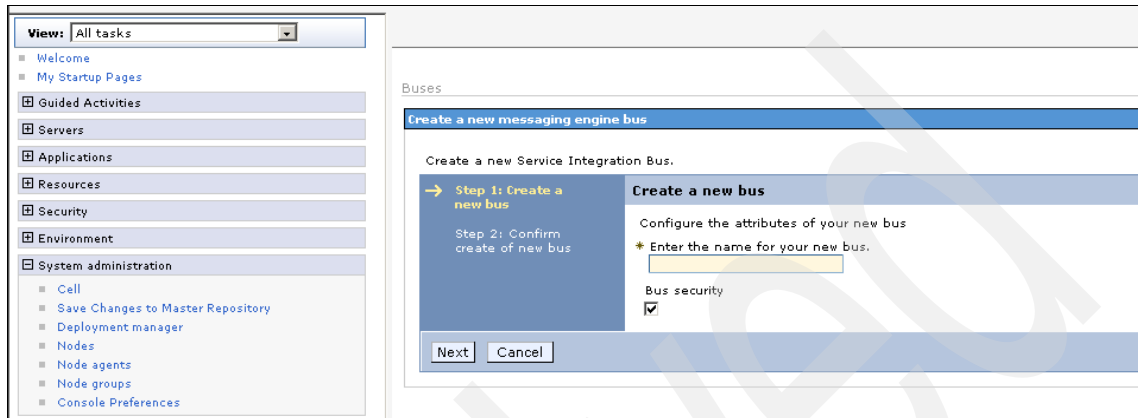 View: All tasks
Welcome
My Startup Pages
Guided Activities
Servers
Applications
Resources
Security
Environment
System administration
Cell
Save Changes to Master Repository
Deployment manager
Nodes
Node agents
Node groups
Console Preferences
Buses
Create a new messaging engine bus
Create a new Service Integration Bus.
Step 1: Create a
new bus
Step 2: Confirm
create of new bus
Create a new bus
Configure the attributes of your new bus
* Enter the name for your new bus.
Bus security
Next Cancel